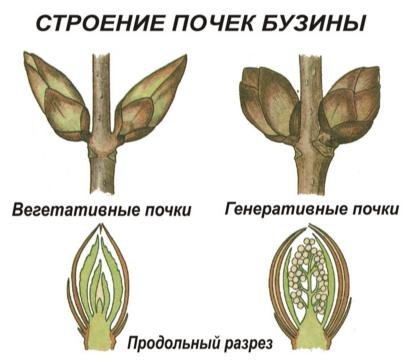 СТРОЕНИЕ ПОЧЕК БУЗИНЫ
Вегетативные почки
Генеративные почки
Продольный разрез